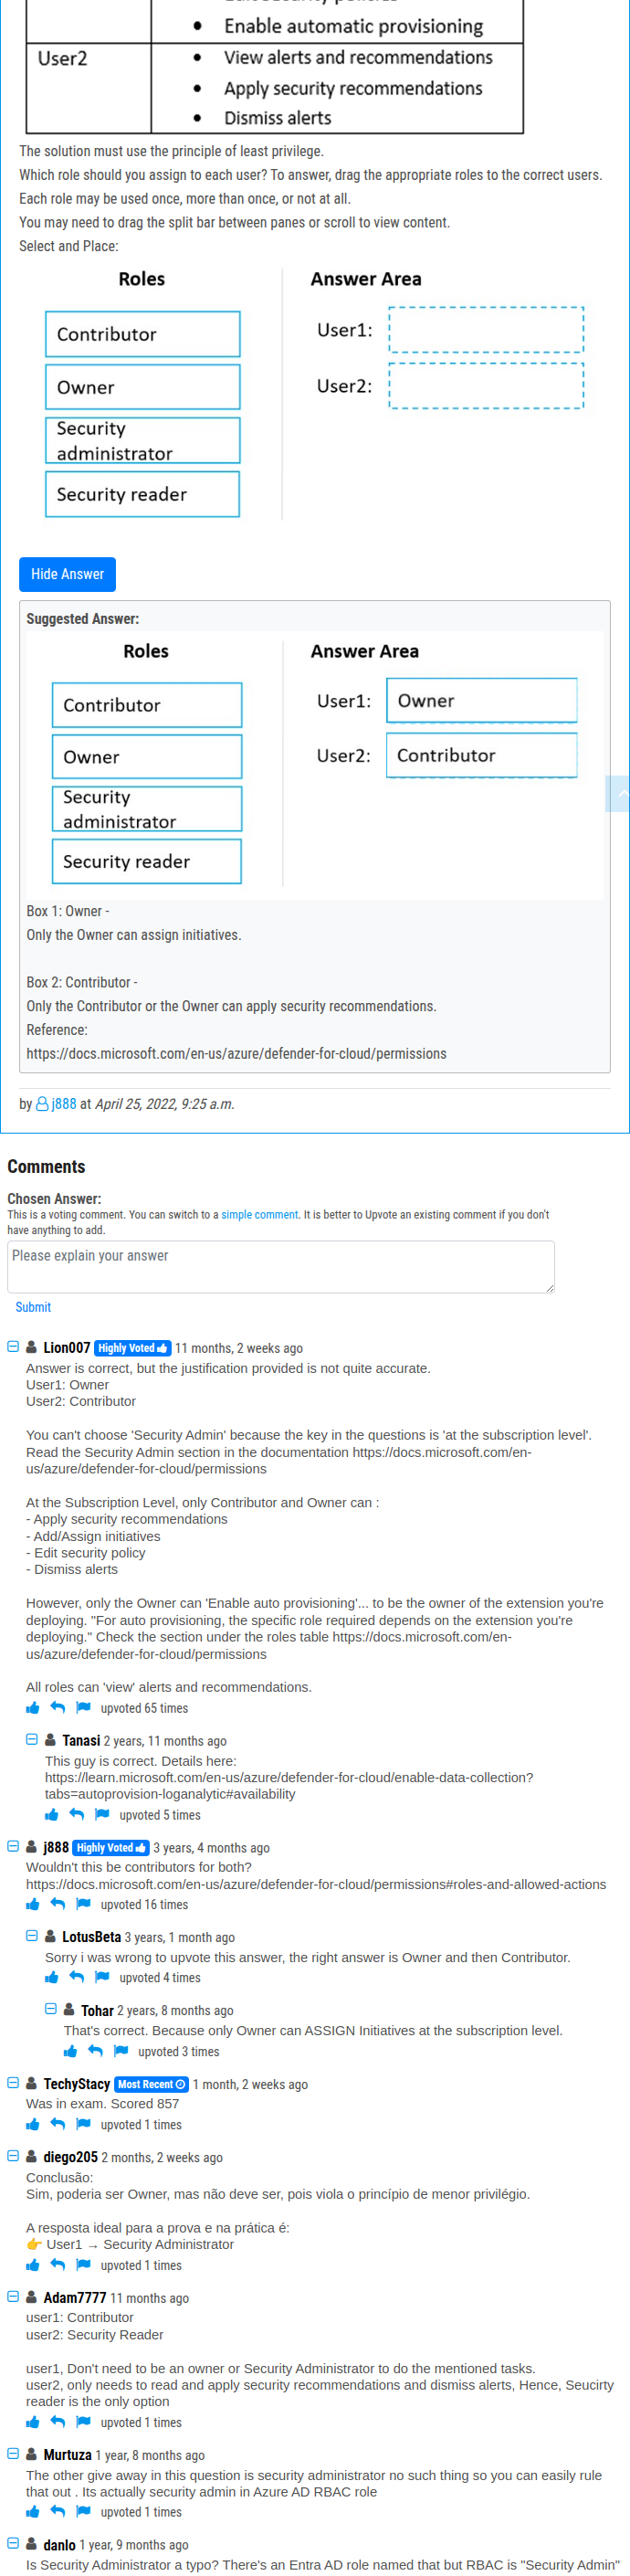 Enable automatic provisioning
User2
View alerts and recommendations
Apply security recommendations
Dismiss alerts
The solution must use the principle of least privilege.
Which role should you assign to each user? To answer, drag the appropriate roles to the correct users.
Each role may be used once, more than once, or not at all.
You may need to drag the split bar between panes or scroll to view content.
Select and Place:
Roles
Answer Area
Contributor
User1:
Owner
User2:
Security
administrator
Security reader
Hide Answer
Suggested Answer:
Roles
Answer Area
Contributor
User1: Owner
Owner
User2: Contributor
Security
administrator
Security reader
Box 1: Owner -
Only the Owner can assign initiatives.
Box 2: Contributor -
Only the Contributor or the Owner can apply security recommendations.
Reference:
https://docs.microsoft.com/en-us/azure/defender-for-cloud/permissions
by j888 at April 25, 2022, 9:25 a.m.
Comments
Chosen Answer:
This is a voting comment. You can switch to a simple comment. It is better to Upvote an existing comment if you don't
have anything to add.
Please explain your answer
Submit
Lion007 Highly Voted 11 months, 2 weeks ago
Answer is correct, but the justification provided is not quite accurate.
User1: Owner
User2: Contributor
You can't choose 'Security Admin' because the key in the questions is 'at the subscription level'.
Read the Security Admin section in the documentation https://docs.microsoft.com/en-
us/azure/defender-for-cloud/permissions
At the Subscription Level, only Contributor and Owner can :
- Apply security recommendations
- Add/Assign initiatives
- Edit security policy
- Dismiss alerts
However, only the Owner can 'Enable auto provisioning'... to be the owner of the extension you're
deploying. "For auto provisioning, the specific role required depends on the extension you're
deploying." Check the section under the roles table https://docs.microsoft.com/en-
us/azure/defender-for-cloud/permissions
All roles can 'view' alerts and recommendations.
upvoted 65 times
Tanasi 2 years, 11 months ago
This guy is correct. Details here:
https://learn.microsoft.com/en-us/azure/defender-for-cloud/enable-data-collection?
tabs=autoprovision-loganalytic#availability
upvoted 5 times
j888 Highly Voted 3 years, 4 months ago
Wouldn't this be contributors for both?
https://docs.microsoft.com/en-us/azure/defender-for-cloud/permissions#roles-and-allowed-actions
upvoted 16 times
LotusBeta 3 years, 1 month ago
Sorry i was wrong to upvote this answer, the right answer is Owner and then Contributor.
upvoted 4 times
Tohar 2 years, 8 months ago
That's correct. Because only Owner can ASSIGN Initiatives at the subscription level.
upvoted 3 times
TechyStacy Most Recent 1 month, 2 weeks ago
Was in exam. Scored 857
upvoted 1 times
diego205 2 months, 2 weeks ago
Conclusão:
Sim, poderia ser Owner, mas não deve ser, pois viola o princípio de menor privilégio.
A resposta ideal para a prova e na prática é:
👉 User1 → Security Administrator
upvoted 1 times
Adam7777 11 months ago
user1: Contributor
user2: Security Reader
user1, Don't need to be an owner or Security Administrator to do the mentioned tasks.
user2, only needs to read and apply security recommendations and dismiss alerts, Hence, Seucirty
reader is the only option
upvoted 1 times
Murtuza 1 year, 8 months ago
The other give away in this question is security administrator no such thing so you can easily rule
that out . Its actually security admin in Azure AD RBAC role
upvoted 1 times
danlo 1 year, 9 months ago
Is Security Administrator a typo? There's an Entra AD role named that but RBAC is "Security Admin"